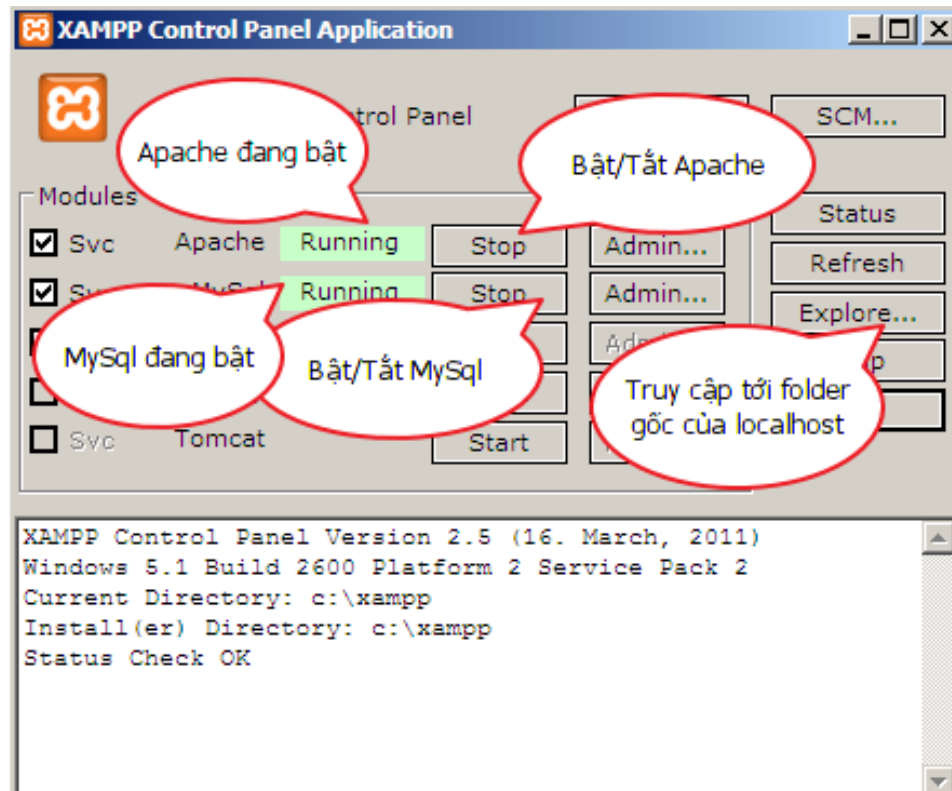 XAMPP Control Panel Application
Control Panel
SCM...
Apache đang bật
Bật/Tắt Apache
Modules
Status
Svc Apache Running Stop Admin...
Refresh
MySql Running Stop Admin...
Explore...
MySql đang bật
Bật/Tắt MySql
Truy cập tới folder
gốc của localhost
Svc Tomcat Start
XAMPP Control Panel Version 2.5 (16. March, 2011)
Windows 5.1 Build 2600 Platform 2 Service Pack 2
Current Directory: c:\xampp
Install(er) Directory: c:\xampp
Status Check OK